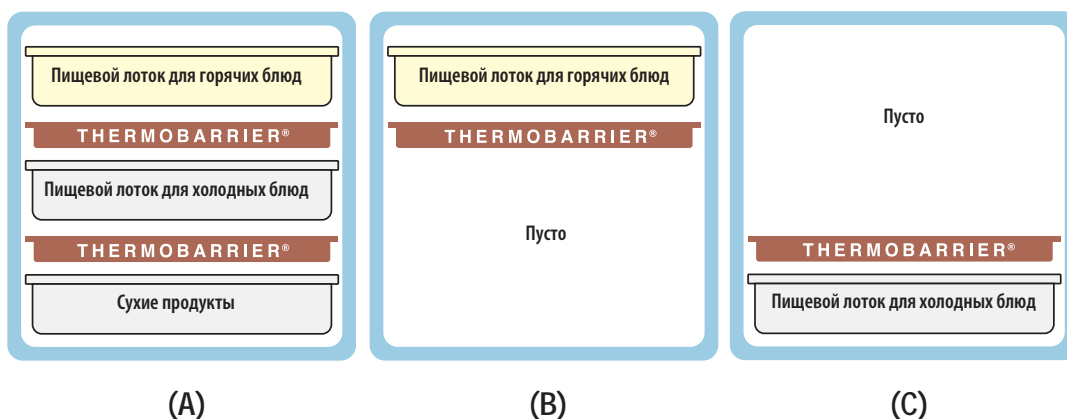 Пищевой лоток для горячих блюд
THERMOBARRIER®
Пищевой лоток для холодных блюд
THERMOBARRIER®
Сухие продукты
(A)
Пищевой лоток для горячих блюд
THERMOBARRIER®
Пусто
(B)
Пусто
THERMOBARRIER®
Пищевой лоток для холодных блюд
(C)